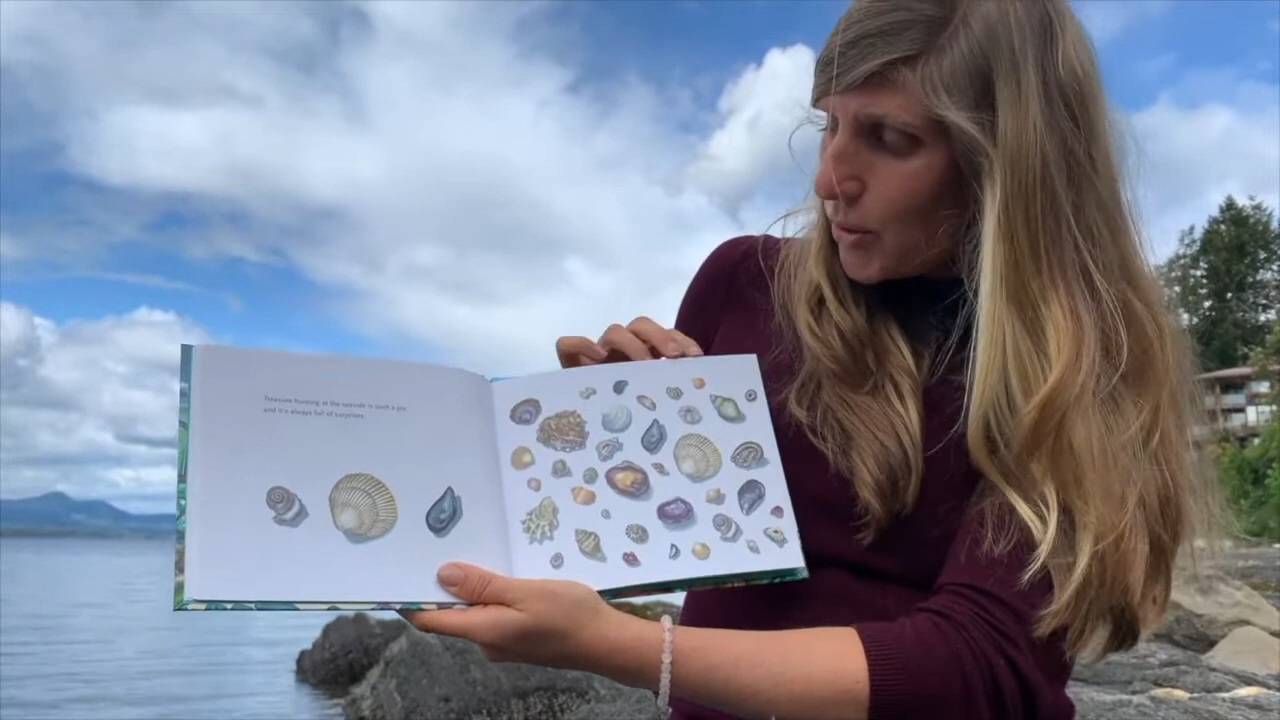 Treasure hunting at the seaside is such a joy,
and it's always full of surprises.